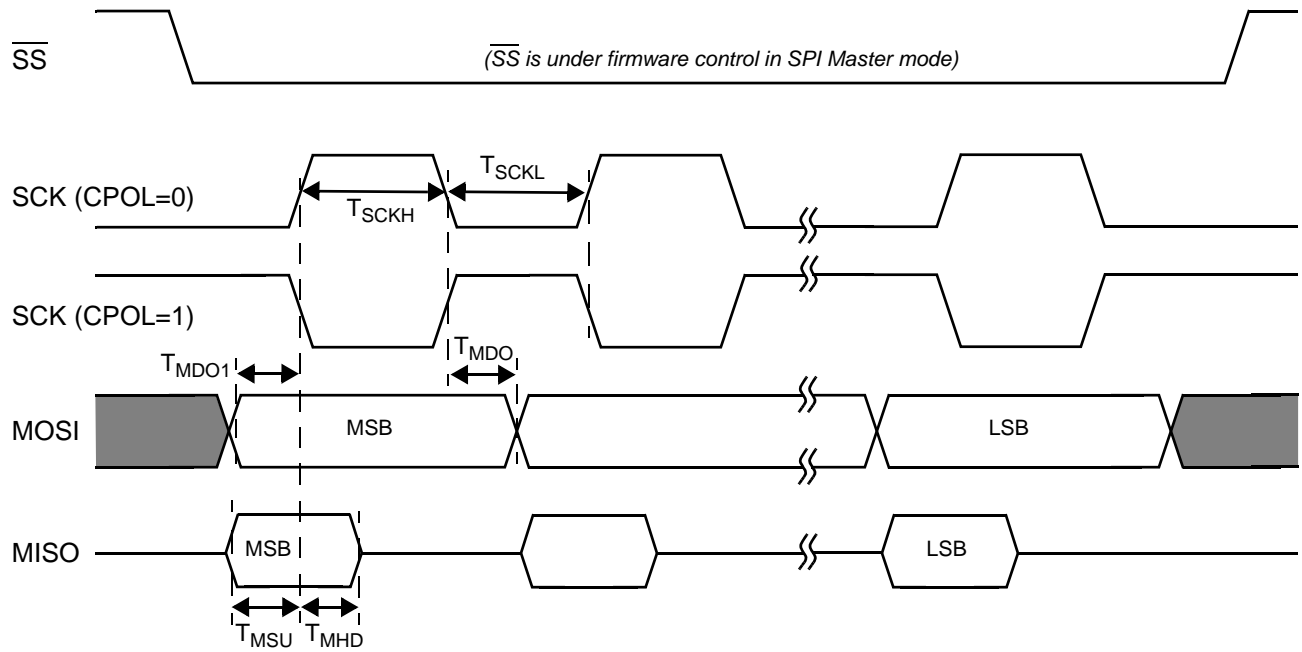 SS
(SS is under firmware control in SPI Master mode)
SCK (CPOL=0)
TSCKH
TSCKL
SCK (CPOL=1)
TMDO1
TMDO
MOSI
MSB
LSB
MISO
MSB
LSB
TMSU
TMHD